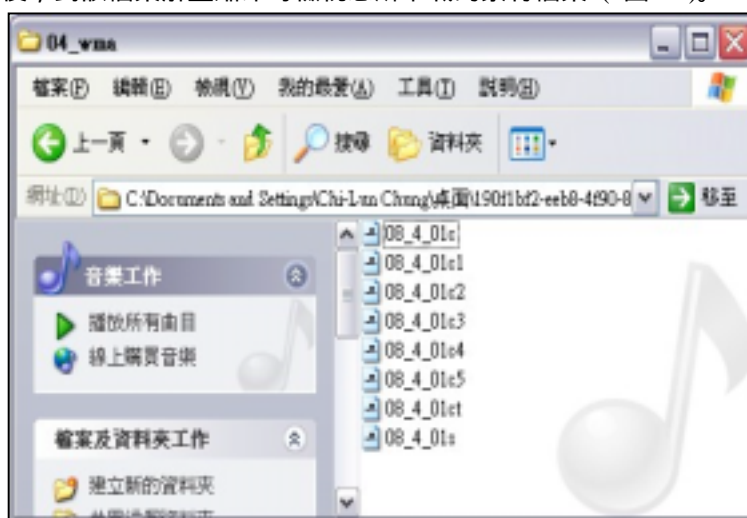 04_wma
檔案(F) 編輯(E) 檢視(V) 我的最愛(A) 工具(T) 說明(H)
上一頁 搜尋 資料夾
網址(D) C:\Documents and Settings\Chi-Lun Chung\桌面\190f1bf2-eeb8-4f90-8 移至
音樂工作
播放所有曲目
線上購買音樂
檔案及資料夾工作
建立新的資料夾
08_4_01c
08_4_01c1
08_4_01c2
08_4_01c3
08_4_01c4
08_4_01c5
08_4_01ct
08_4_01s